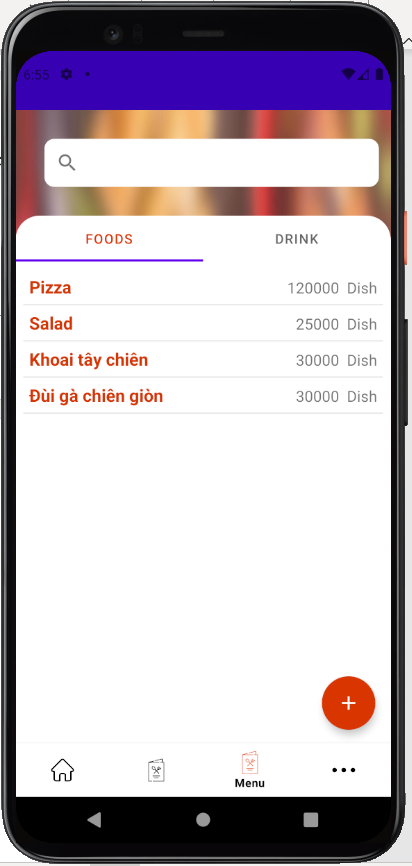 6:55
FOODS DRINK
Pizza 120000 Dish
Salad 25000 Dish
Khoai tây chiên 30000 Dish
Đùi gà chiên giòn 30000 Dish
+
Menu